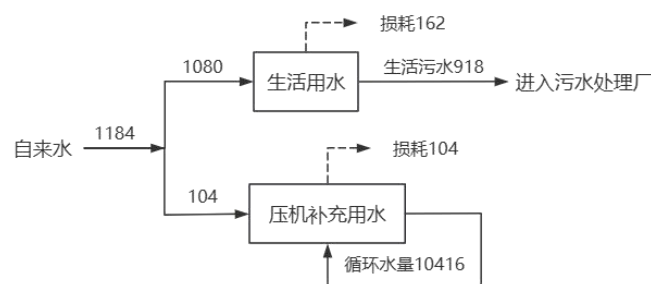 损耗162
1080
生活用水
生活污水918
进入污水处理厂
自来水
1184
损耗104
104
压机补充用水
循环水量10416